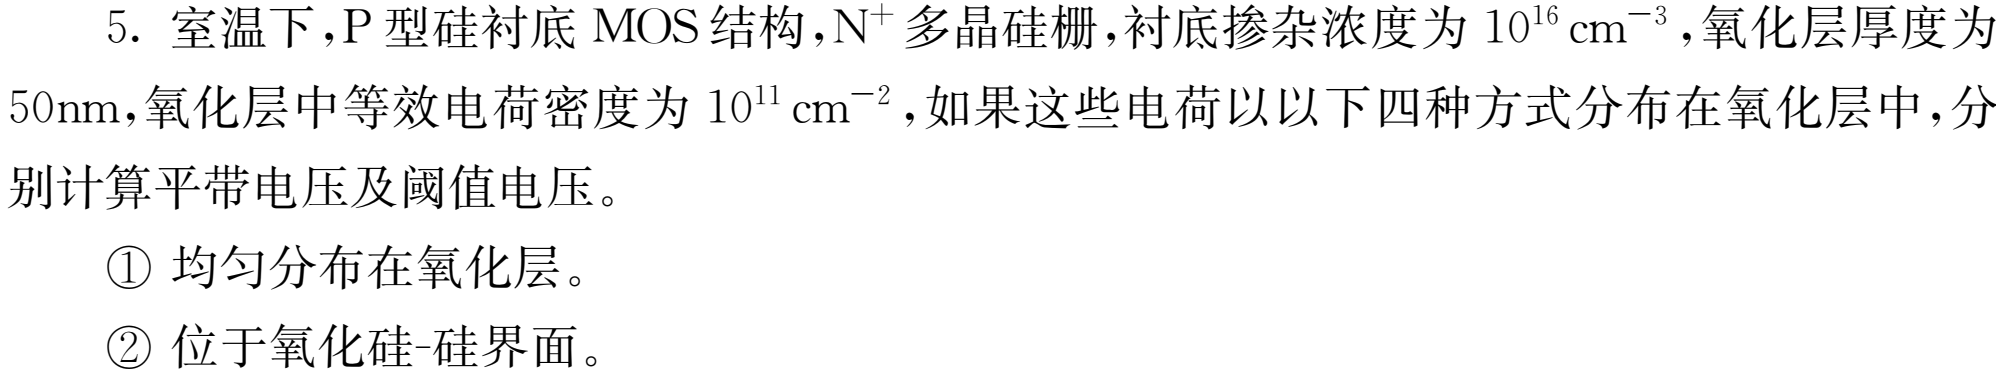 5. 室温下,P 型硅衬底 MOS 结构,N⁺ 多晶硅栅,衬底掺杂浓度为 10¹⁶ cm⁻³,氧化层厚度为
50nm,氧化层中等效电荷密度为 10¹¹ cm⁻²,如果这些电荷以以下四种方式分布在氧化层中,分
别计算平带电压及阈值电压。
① 均匀分布在氧化层。
② 位于氧化硅-硅界面。